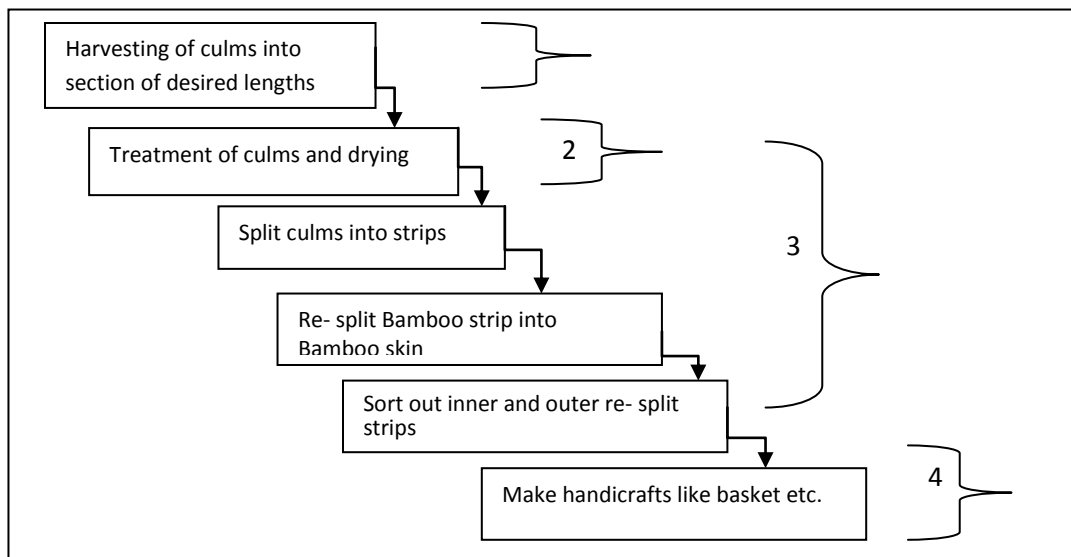 Harvesting of culms into
section of desired lengths
Treatment of culms and drying
2
Split culms into strips
3
Re- split Bamboo strip into
Bamboo skin
Sort out inner and outer re- split
strips
Make handicrafts like basket etc.
4